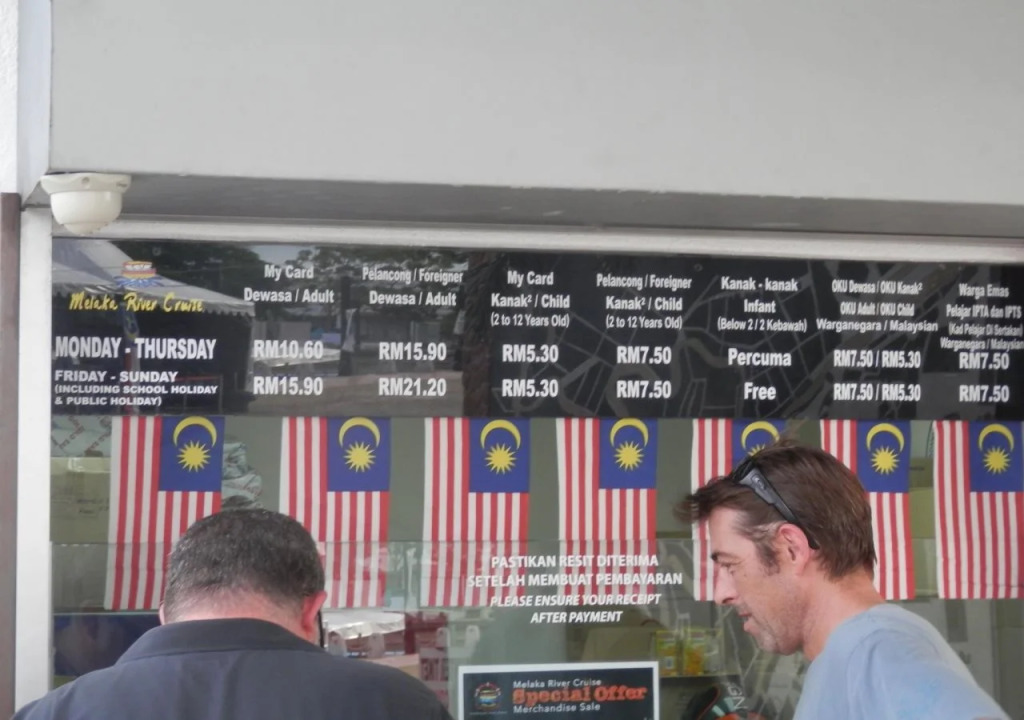 Melaka River Cruise
My Card
Dewasa / Adult
Pelancong / Foreigner
Dewasa / Adult
My Card
Kanak² / Child
(2 to 12 Years Old)
Pelancong / Foreigner
Kanak² / Child
(2 to 12 Years Old)
Kanak - kanak
Infant
(Below 2 / 2 Kebawah)
OKU Dewasa / OKU Kanak²
OKU Adult / OKU Child
Warganegara / Malaysian
Warga Emas
Pelajar IPTA dan IPTS
(Kad Pelajar Di Sertakan)
Warganegara / Malaysian
MONDAY - THURSDAY
RM10.60
RM15.90
RM5.30
RM7.50
Percuma
RM7.50 / RM5.30
RM7.50
FRIDAY - SUNDAY
(INCLUDING SCHOOL HOLIDAY
& PUBLIC HOLIDAY)
RM15.90
RM21.20
RM5.30
RM7.50
Free
RM7.50 / RM5.30
RM7.50
PASTIKAN RESIT DITERIMA
SETELAH MEMBUAT PEMBAYARAN
PLEASE ENSURE YOUR RECEIPT
AFTER PAYMENT
Melaka River Cruise
Special Offer
Merchandise Sale